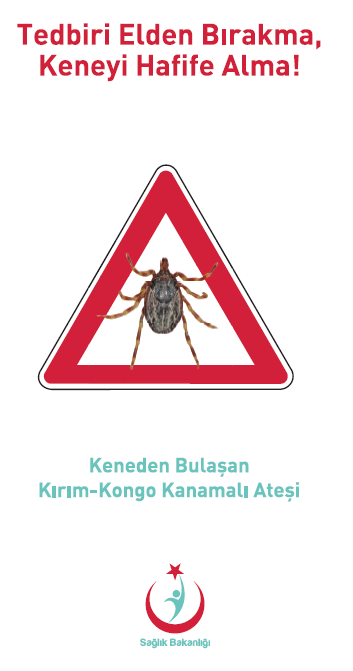 Tedbiri Elden Bırakma,
Keneyi Hafife Alma!
Keneden Bulaşan
Kırım-Kongo Kanamalı Ateşi
Sağlık Bakanlığı